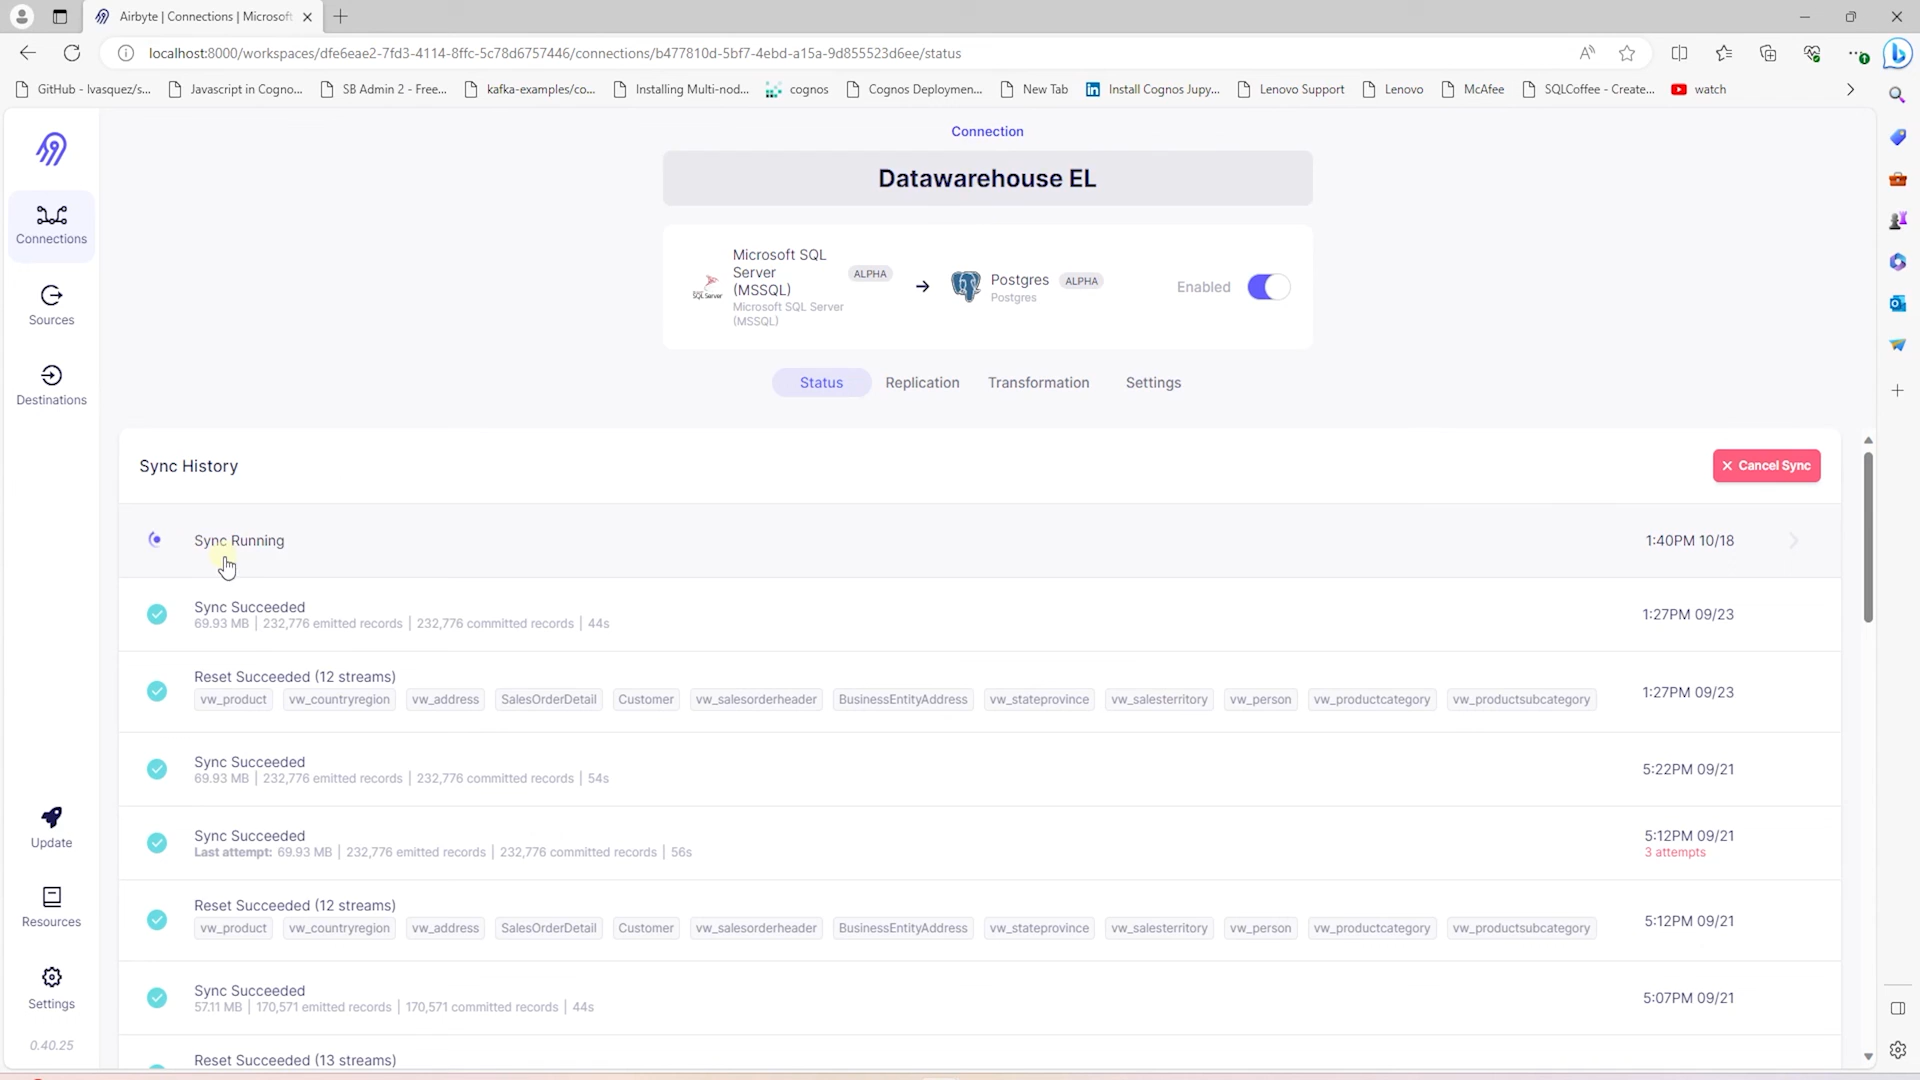 Airbyte | Connections | Microsoft
localhost:8000/workspaces/dfe6eae2-7fd3-4114-8ffc-5c78d6757446/connections/b477810d-5bf7-4ebd-a15a-9d855523d6ee/status
GitHub - lvasquez/s...
Javascript in Cogno...
SB Admin 2 - Free...
kafka-examples/co...
Installing Multi-nod...
cognos
Cognos Deploymen...
New Tab
Install Cognos Jupy...
Lenovo Support
Lenovo
McAfee
SQLCoffee - Create...
watch
Connections
Sources
Destinations
Update
Resources
Settings
0.40.25
Connection
Datawarehouse EL
Microsoft SQL
Server
(MSSQL)
ALPHA
Microsoft SQL Server
(MSSQL)
SQL Server
Postgres ALPHA
Postgres
Enabled
Status Replication Transformation Settings
Sync History
Cancel Sync
Sync Running
1:40PM 10/18
Sync Succeeded
69.93 MB | 232,776 emitted records | 232,776 committed records | 44s
1:27PM 09/23
Reset Succeeded (12 streams)
vw_product vw_countryregion vw_address SalesOrderDetail Customer vw_salesorderheader BusinessEntityAddress vw_stateprovince vw_salesterritory vw_person vw_productcategory vw_productsubcategory
1:27PM 09/23
Sync Succeeded
69.93 MB | 232,776 emitted records | 232,776 committed records | 54s
5:22PM 09/21
Sync Succeeded
Last attempt: 69.93 MB | 232,776 emitted records | 232,776 committed records | 56s
5:12PM 09/21
3 attempts
Reset Succeeded (12 streams)
vw_product vw_countryregion vw_address SalesOrderDetail Customer vw_salesorderheader BusinessEntityAddress vw_stateprovince vw_salesterritory vw_person vw_productcategory vw_productsubcategory
5:12PM 09/21
Sync Succeeded
57.11 MB | 170,571 emitted records | 170,571 committed records | 44s
5:07PM 09/21
Reset Succeeded (13 streams)